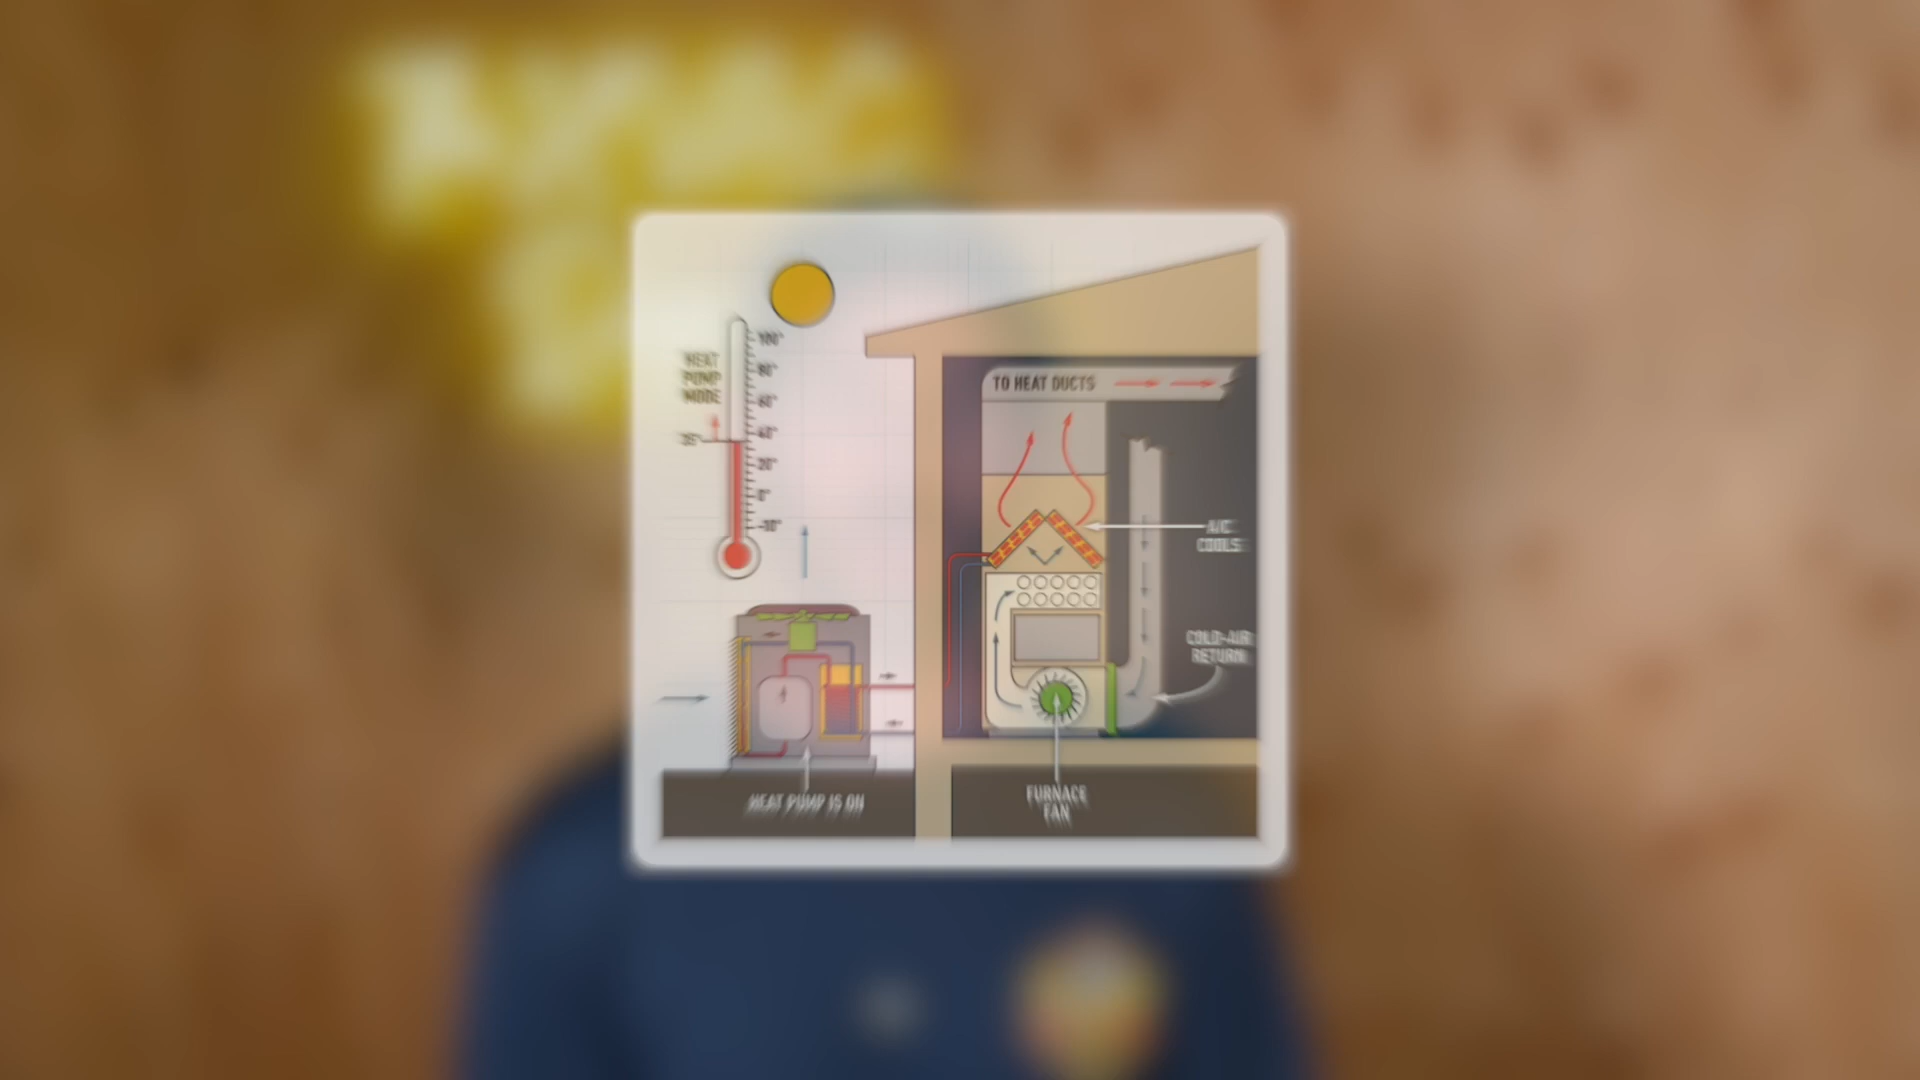 100°
HEAT
PUMP
MODE
80°
60°
35°
40°
20°
0°
-10°
TO HEAT DUCTS
A/C
COILS
COLD-AIR
RETURN
HEAT PUMP IS ON
FURNACE
FAN